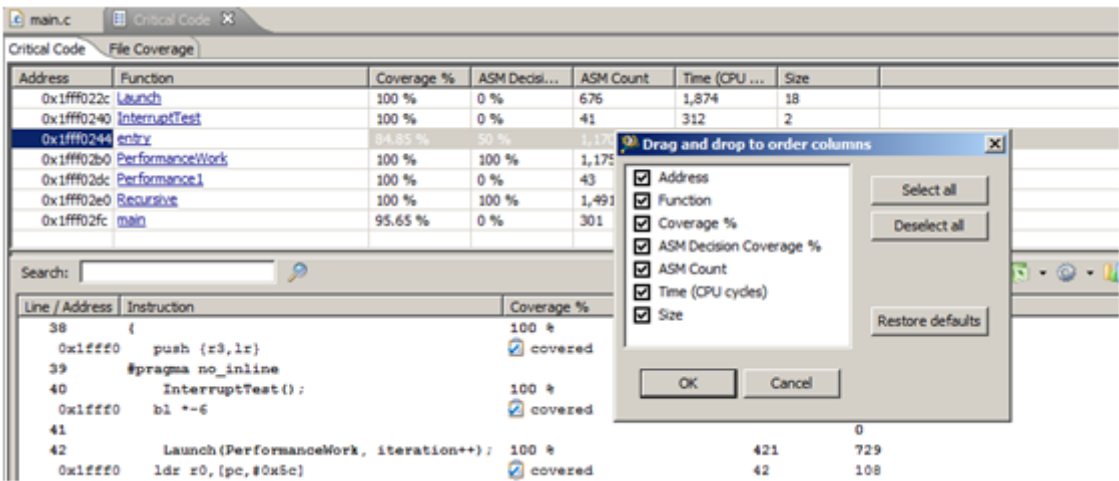 main.c Critical Code
Critical Code File Coverage
Address Function Coverage % ASM Decisi... ASM Count Time (CPU ... Size
0x1fff022c Launch 100 % 0 % 676 1,874 18
0x1fff0240 InterruptTest 100 % 0 % 41 312 2
0x1fff0244 entry 84.85 % 50 % 1,170
0x1fff02b0 PerformanceWork 100 % 100 % 1,175
0x1fff02dc Performance1 100 % 0 % 43
0x1fff02e0 Recursive 100 % 100 % 1,491
0x1fff02fc main 95.65 % 0 % 301
Drag and drop to order columns
Address
Function
Coverage %
ASM Decision Coverage %
ASM Count
Time (CPU cycles)
Size
Select all
Deselect all
Restore defaults
OK Cancel
Search:
Line / Address Instruction Coverage %
38 { 100 %
0x1fff0 push {r3,lr} covered
39 #pragma no_inline
40 InterruptTest(); 100 %
0x1fff0 bl *-6 covered
41 0
42 Launch(PerformanceWork, iteration++); 100 % 421 729
0x1fff0 ldr r0,[pc,#0x5c] covered 42 108